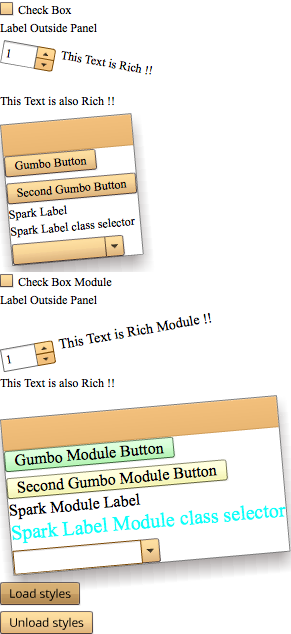 Check Box
Label Outside Panel
1
This Text is Rich !!
This Text is also Rich !!
Gumbo Button
Second Gumbo Button
Spark Label
Spark Label class selector
Check Box Module
Label Outside Panel
This Text is Rich Module !!
1
This Text is also Rich !!
Gumbo Module Button
Second Gumbo Module Button
Spark Module Label
Spark Label Module class selector
Load styles
Unload styles